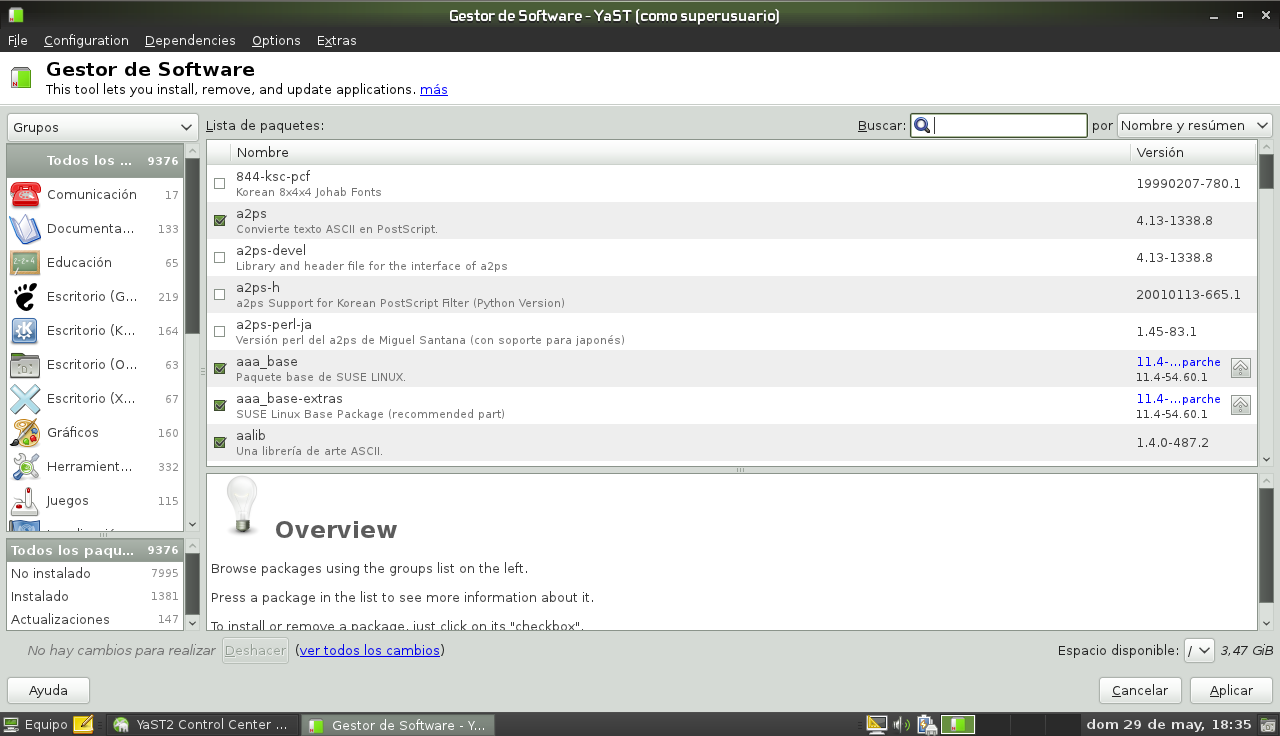 Gestor de Software - YaST (como superusuario)
File Configuration Dependencies Options Extras
Gestor de Software
This tool lets you install, remove, and update applications. más
Grupos
Lista de paquetes:
Buscar:
por
Nombre y resúmen
Todos los ... 9376
Comunicación 17
Documenta... 133
Educación 65
Escritorio (G... 219
Escritorio (K... 164
Escritorio (O... 63
Escritorio (X... 67
Gráficos 160
Herramient... 332
Juegos 115
Nombre Versión
844-ksc-pcf
Korean 8x4x4 Johab Fonts
19990207-780.1
a2ps
Convierte texto ASCII en PostScript.
4.13-1338.8
a2ps-devel
Library and header file for the interface of a2ps
4.13-1338.8
a2ps-h
a2ps Support for Korean PostScript Filter (Python Version)
20010113-665.1
a2ps-perl-ja
Versión perl del a2ps de Miguel Santana (con soporte para japonés)
1.45-83.1
aaa_base
Paquete base de SUSE LINUX.
11.4-...parche
11.4-54.60.1
aaa_base-extras
SUSE Linux Base Package (recommended part)
11.4-...parche
11.4-54.60.1
aalib
Una librería de arte ASCII.
1.4.0-487.2
Todos los paqu... 9376
No instalado 7995
Instalado 1381
Actualizaciones 147
Overview
Browse packages using the groups list on the left.
Press a package in the list to see more information about it.
To install or remove a package, just click on its "checkbox".
No hay cambios para realizar Deshacer (ver todos los cambios)
Espacio disponible: / 3,47 GiB
Ayuda
Cancelar Aplicar
Equipo
YaST2 Control Center ...
Gestor de Software - Y...
dom 29 de may, 18:35